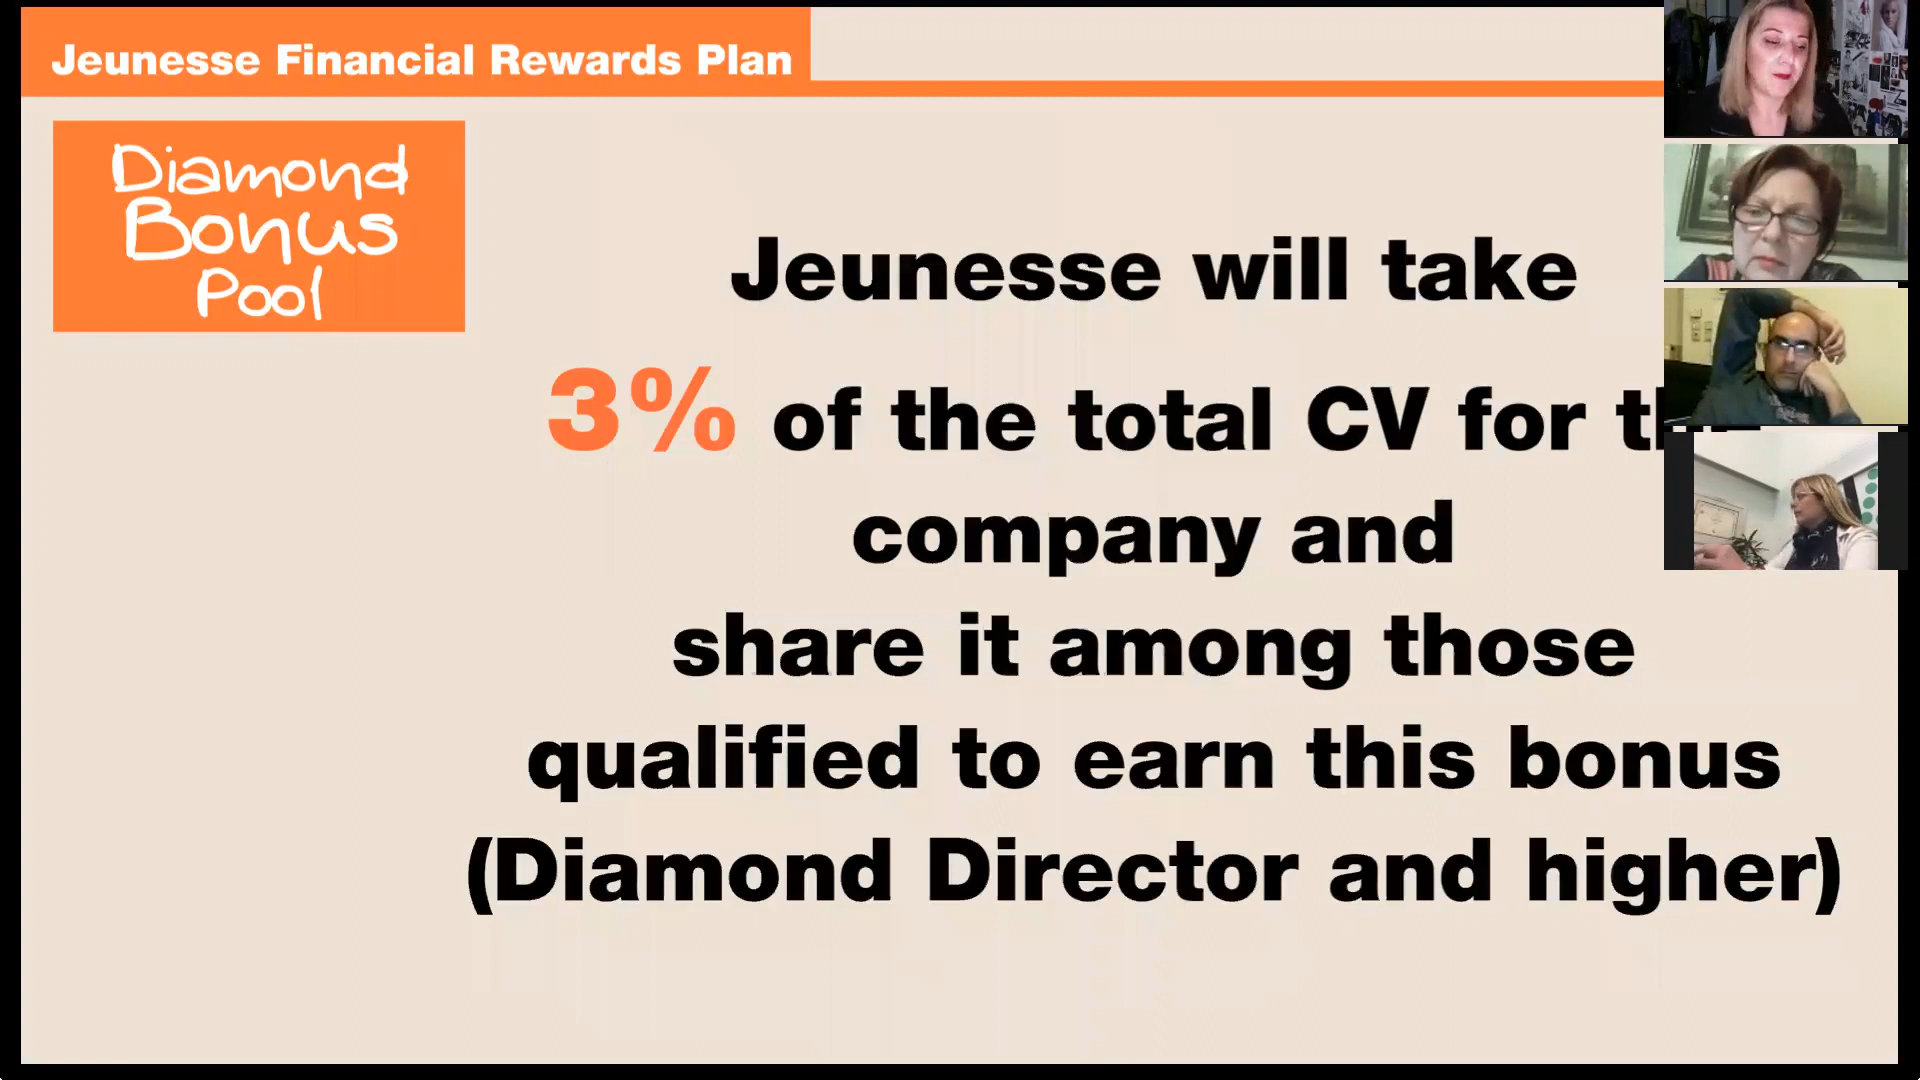 Jeunesse Financial Rewards Plan
Diamond
Bonus
Pool
Jeunesse will take
3% of the total CV for
company and
share it among those
qualified to earn this bonus
(Diamond Director and higher)